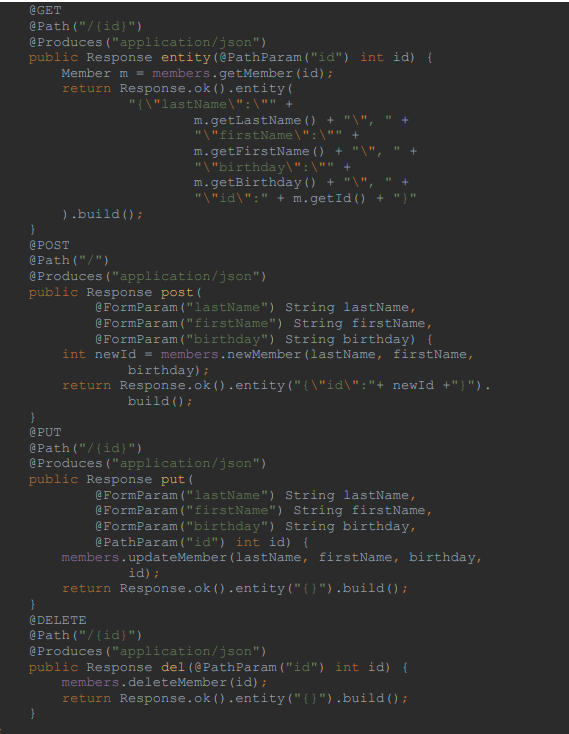 @GET
@Path("/{id}")
@Produces("application/json")
public Response entity(@PathParam("id") int id) {
    Member m = members.getMember(id);
    return Response.ok().entity(
            "{\"lastName\":\"" +
                    m.getLastName() + "\", " +
                    "\"firstName\":\"" +
                    m.getFirstName() + "\", " +
                    "\"birthday\":\"" +
                    m.getBirthday() + "\", " +
                    "\"id\":" + m.getId() + "}"
    ).build();
}
@POST
@Path("/")
@Produces("application/json")
public Response post(
        @FormParam("lastName") String lastName,
        @FormParam("firstName") String firstName,
        @FormParam("birthday") String birthday) {
    int newId = members.newMember(lastName, firstName,
            birthday);
    return Response.ok().entity("{\"id\":"+ newId +"}").
            build();
}
@PUT
@Path("/{id}")
@Produces("application/json")
public Response put(
        @FormParam("lastName") String lastName,
        @FormParam("firstName") String firstName,
        @FormParam("birthday") String birthday,
        @PathParam("id") int id) {
    members.updateMember(lastName, firstName, birthday,
            id);
    return Response.ok().entity("{}").build();
}
@DELETE
@Path("/{id}")
@Produces("application/json")
public Response del(@PathParam("id") int id) {
    members.deleteMember(id);
    return Response.ok().entity("{}").build();
}